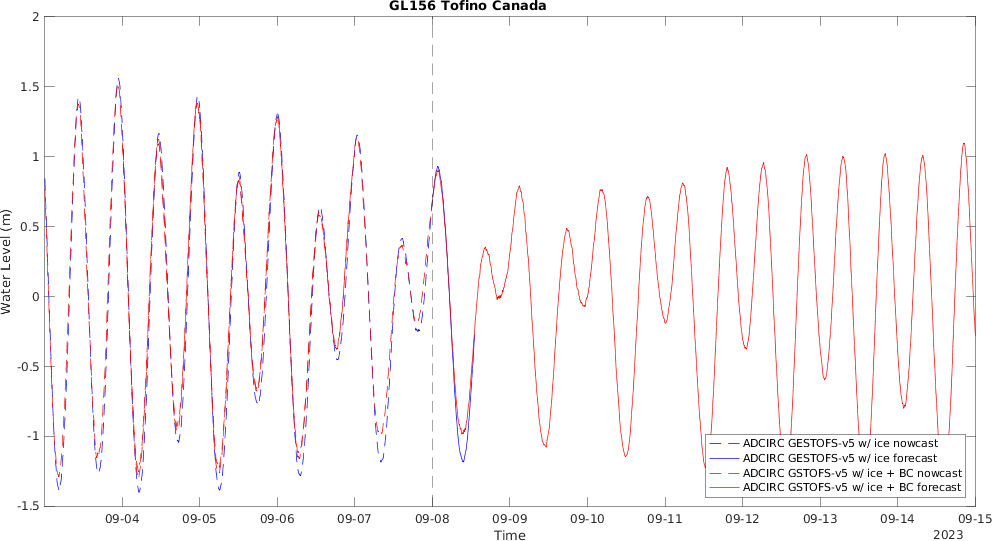 GL156 Tofino Canada
2
1.5
1
0.5
0
-0.5
-1
-1.5
Water Level (m)
ADCIRC GESTOFS-v5 w/ ice nowcast
ADCIRC GESTOFS-v5 w/ ice forecast
ADCIRC GSTOFS-v5 w/ ice + BC nowcast
ADCIRC GSTOFS-v5 w/ ice + BC forecast
09-04 09-05 09-06 09-07 09-08 09-09 09-10 09-11 09-12 09-13 09-14 09-15
Time
2023